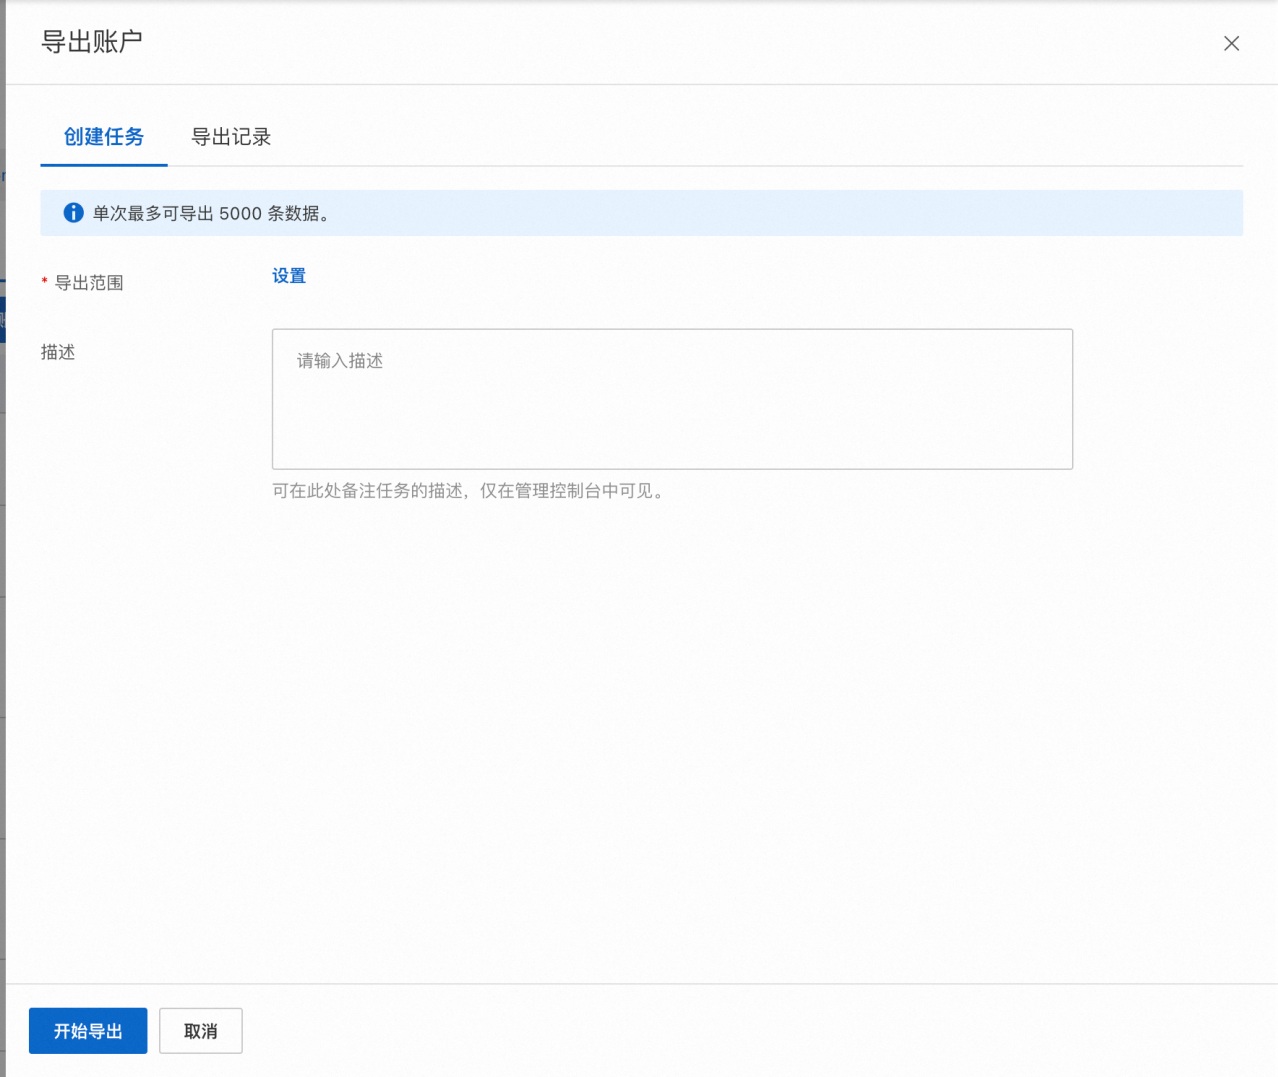 导出账户
创建任务 导出记录
单次最多可导出 5000 条数据。
* 导出范围 设置
描述 请输入描述
可在此处备注任务的描述，仅在管理控制台中可见。
开始导出 取消